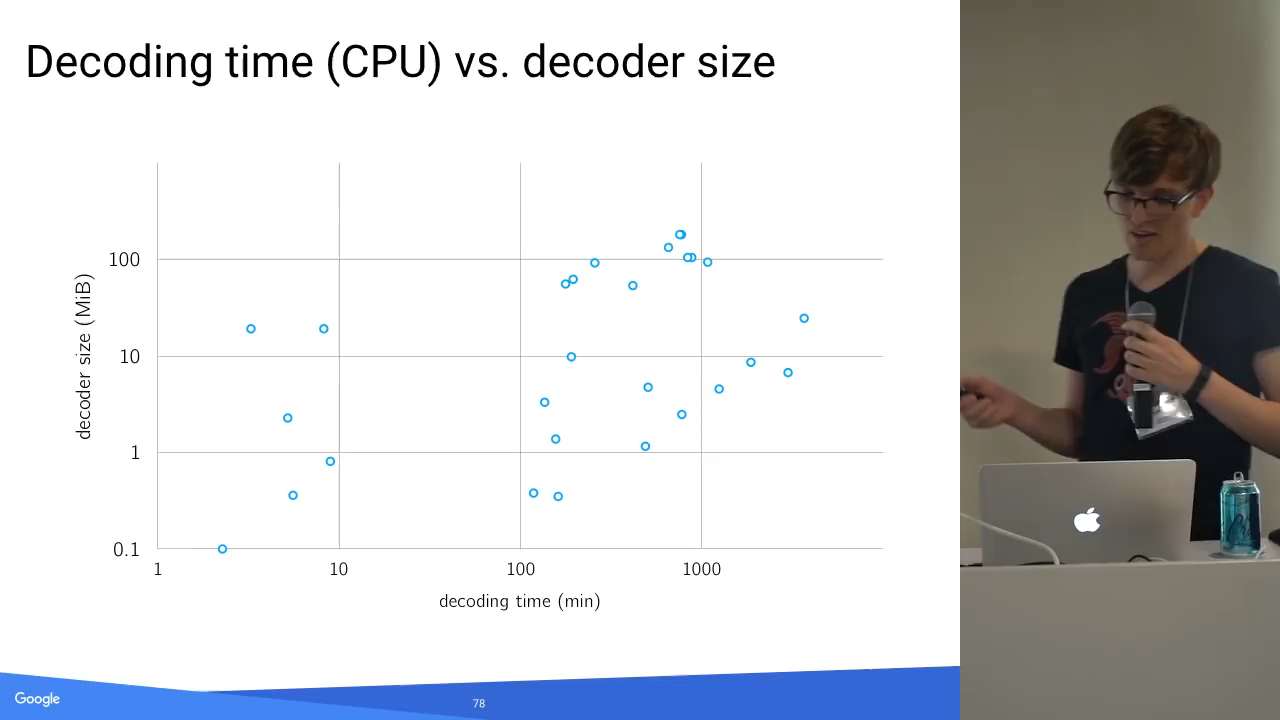 Decoding time (CPU) vs. decoder size
decoder size (MiB)
100
10
1
0.1
1 10 100 1000
decoding time (min)
Google
78